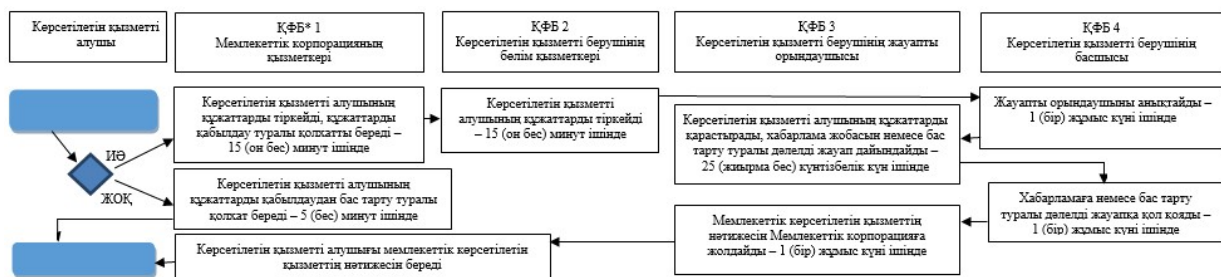 Көрсетілетін қызметті
алушы
ҚФБ* 1
Мемлекеттік корпорацияның
қызметкері
ҚФБ 2
Көрсетілетін қызметті берушінің
бөлім қызметкері
ҚФБ 3
Көрсетілетін қызметті берушінің жауапты
орындаушысы
ҚФБ 4
Көрсетілетін қызметті берушінің
басшысы
Көрсетілетін қызметті алушының
құжаттарды тіркейді, құжаттарды
қабылдау туралы қолхатты береді –
15 (он бес) минут ішінде
Көрсетілетін қызметті
алушының құжаттарды тіркейді
– 15 (он бес) минут ішінде
Көрсетілетін қызметті алушының құжаттарды
қарастырады, хабарлама жобасын немесе бас
тарту туралы дәлелді жауап дайындайды –
25 (жиырма бес) күнтізбелік күн ішінде
Жауапты орындаушыны анықтайды –
1 (бір) жұмыс күні ішінде
ИӘ
ЖОҚ
Көрсетілетін қызметті алушының
құжаттарды қабылдаудан бас тарту туралы
қолхат береді – 5 (бес) минут ішінде
Хабарламаға немесе бас тарту
туралы дәлелді жауапқа қол қояды –
1 (бір) жұмыс күні ішінде
Мемлекеттік көрсетілетін қызметтің
нәтижесін Мемлекеттік корпорацияға
жолдайды – 1 (бір) жұмыс күні ішінде
Көрсетілетін қызметті алушығы мемлекеттік көрсетілетін
қызметтің нәтижесін береді